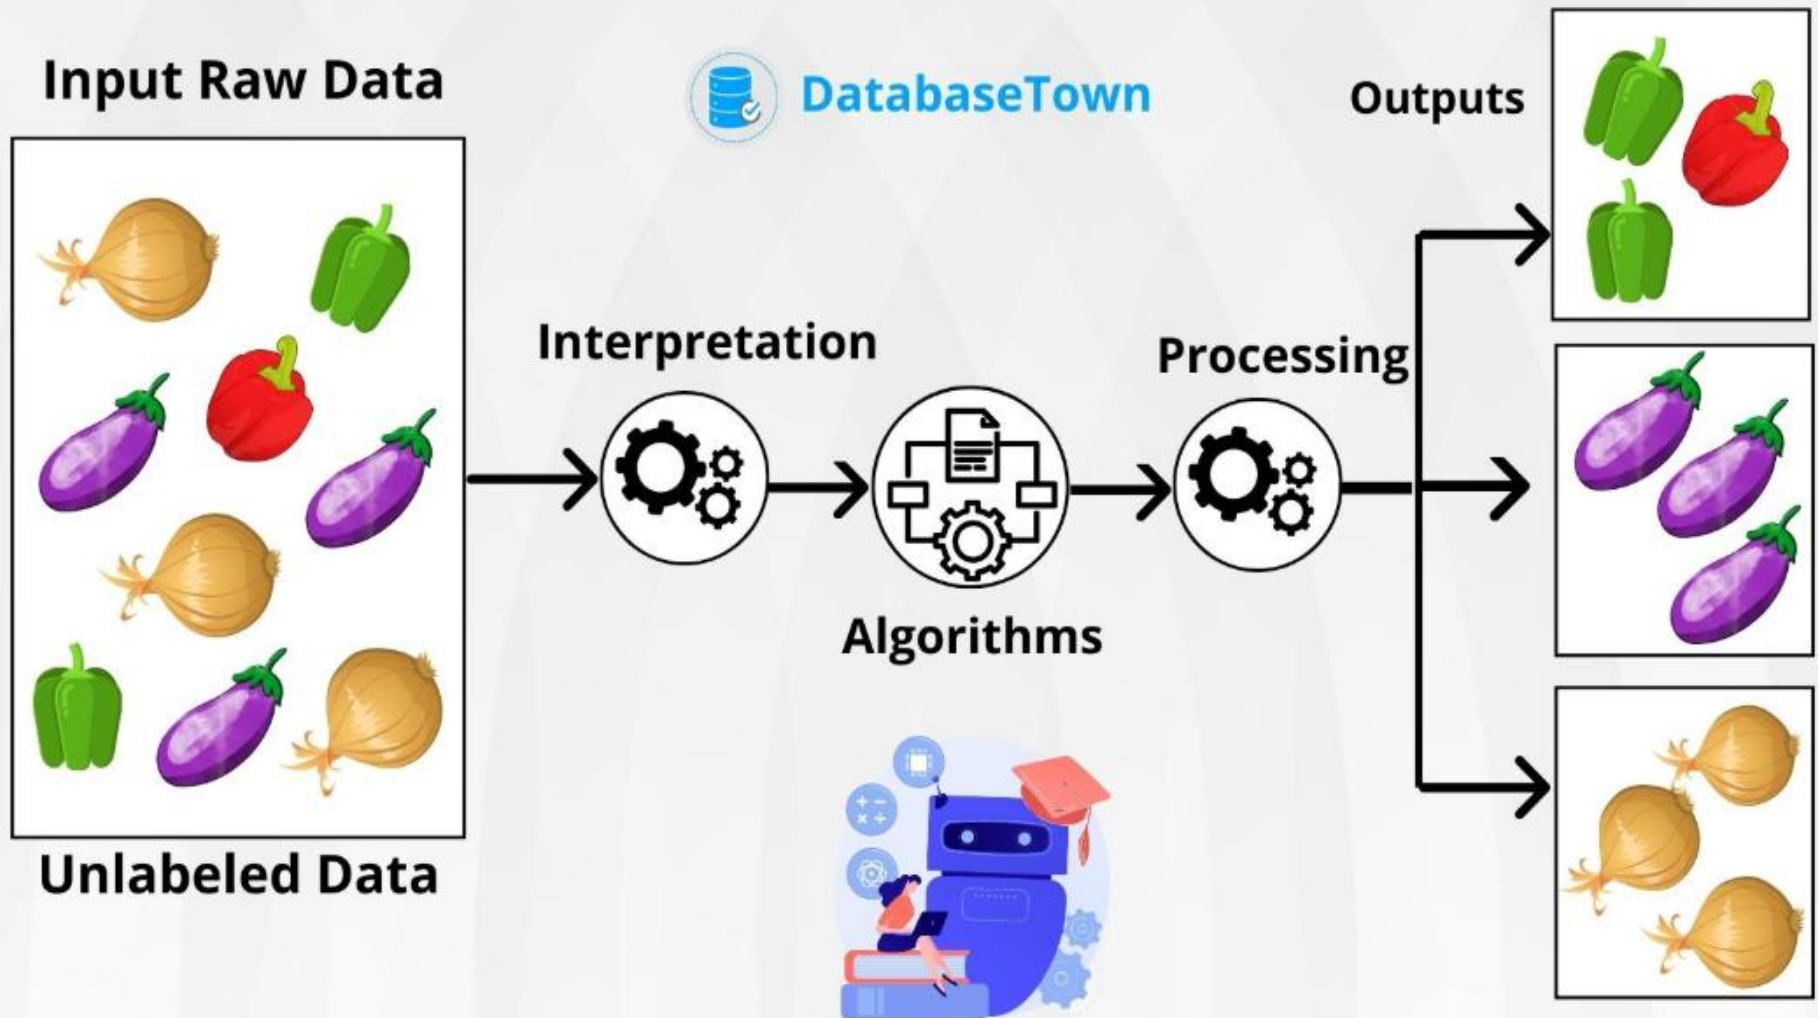 Input Raw Data
DatabaseTown
Outputs
Interpretation
Processing
Algorithms
Unlabeled Data